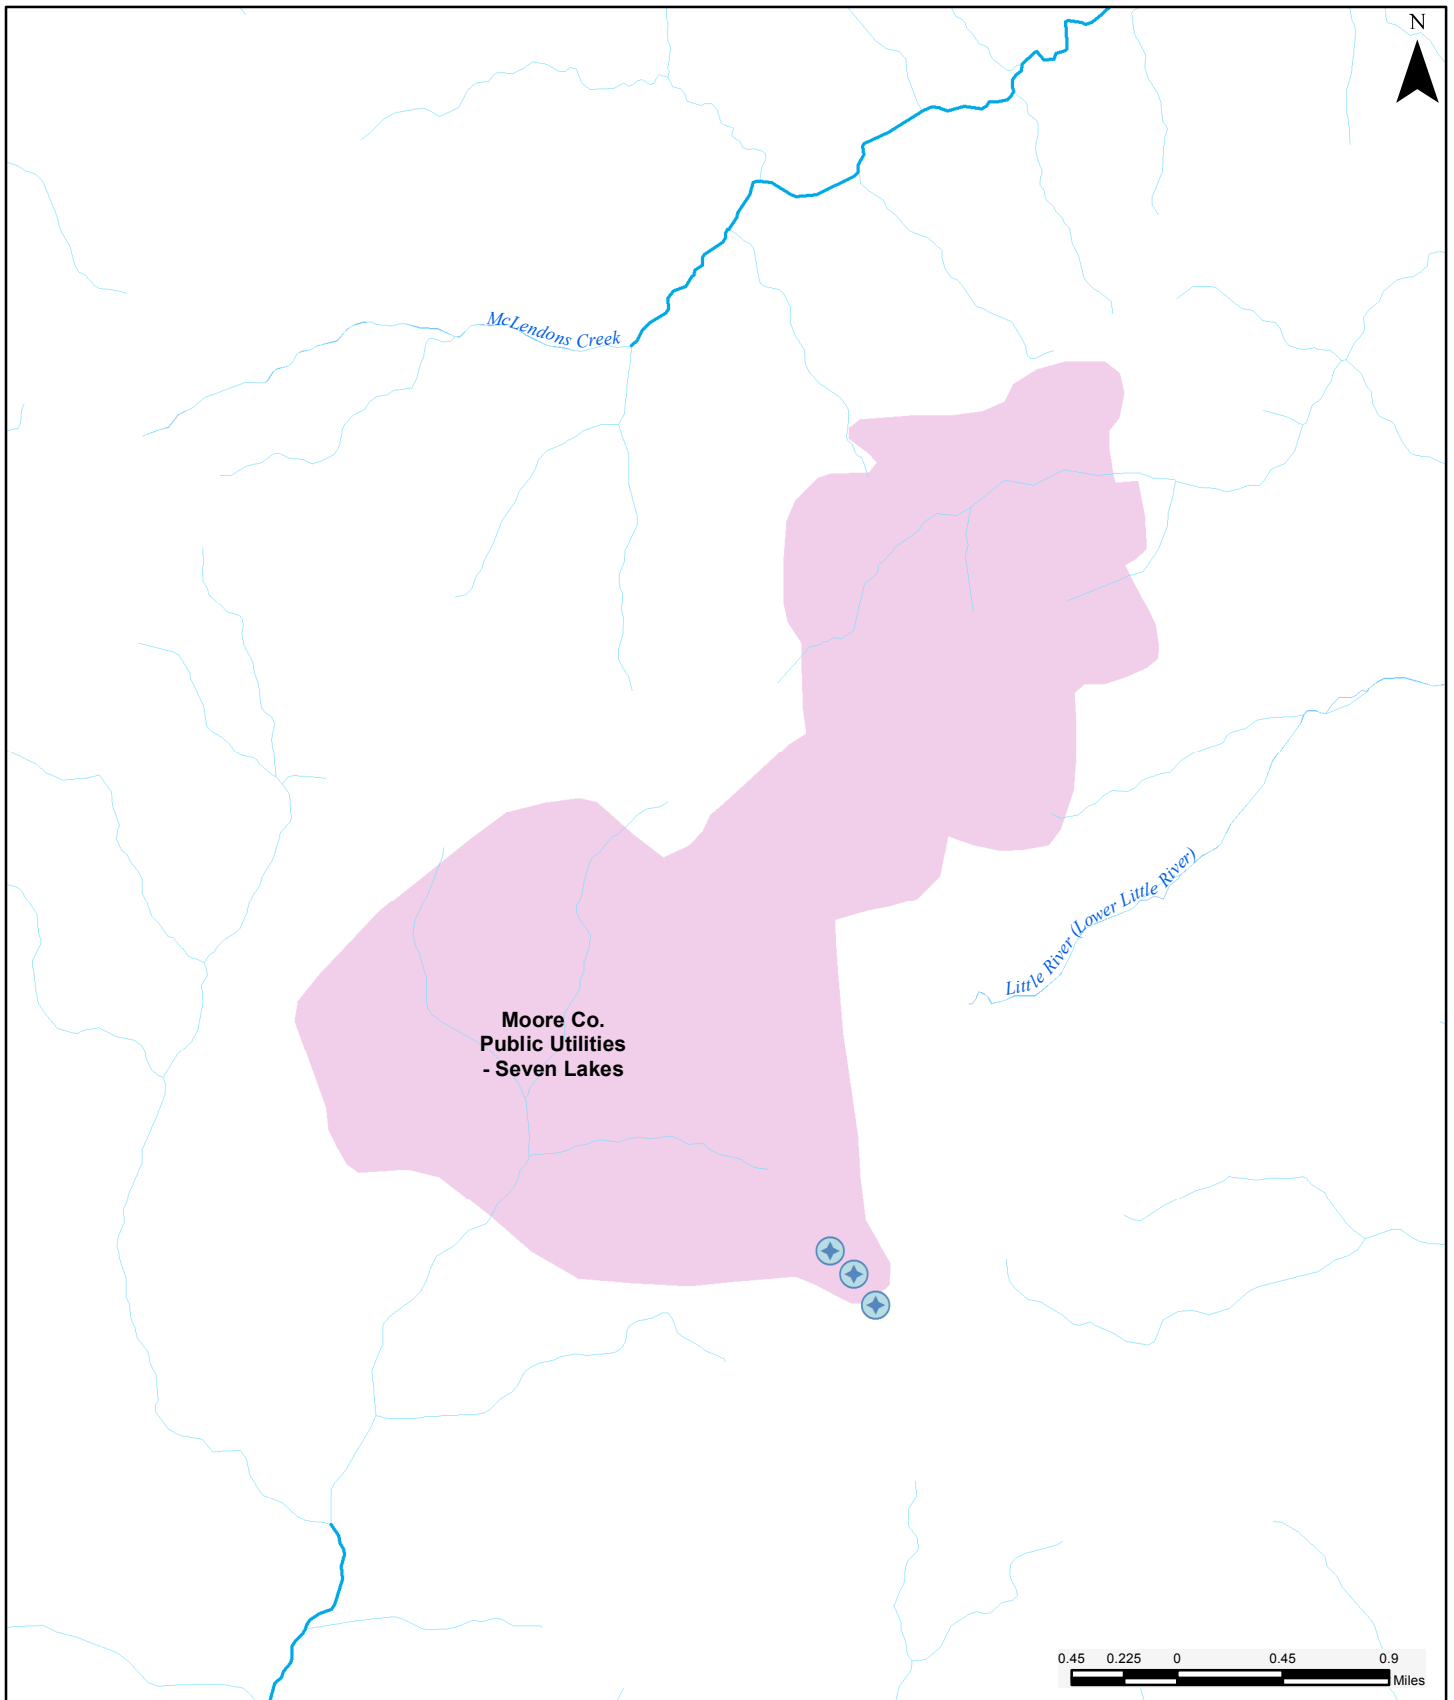 N
McLendons Creek
Little River (Lower Little River)
Moore Co.
Public Utilities
- Seven Lakes
0.45 0.225 0 0.45 0.9
Miles